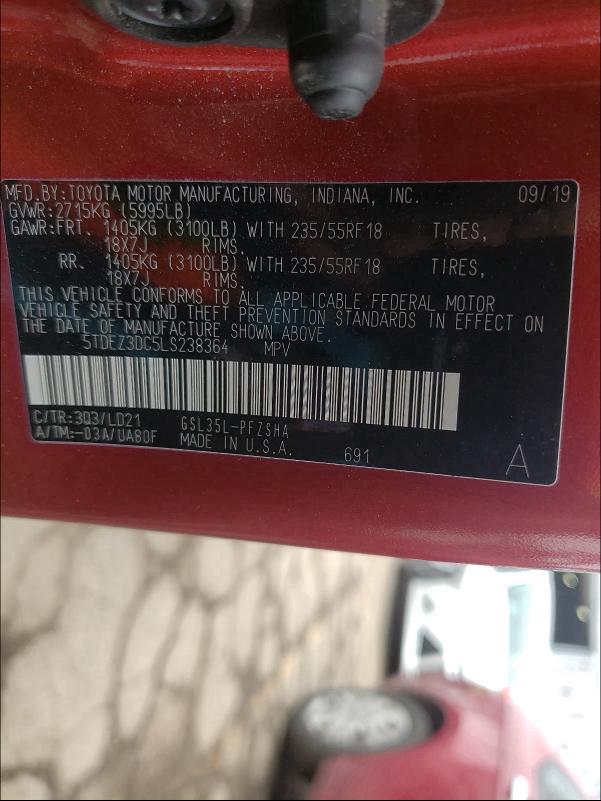 MFD.BY:TOYOTA MOTOR MANUFACTURING, INDIANA, INC. 09/19
GVWR:2715KG (5995LB)
GAWR:FRT. 1405KG (3100LB) WITH 235/55RF18 TIRES,
18X7J RIMS.
RR. 1405KG (3100LB) WITH 235/55RF18 TIRES,
18X7J RIMS.
THIS VEHICLE CONFORMS TO ALL APPLICABLE FEDERAL MOTOR
VEHICLE SAFETY AND THEFT PREVENTION STANDARDS IN EFFECT ON
THE DATE OF MANUFACTURE SHOWN ABOVE.
5TDEZ3DC5LS238364 MPV
C/TR:3Q3/LD21 GSL35L-PFZSHA
A/TM:-03A/UA80F MADE IN U.S.A. 691
A